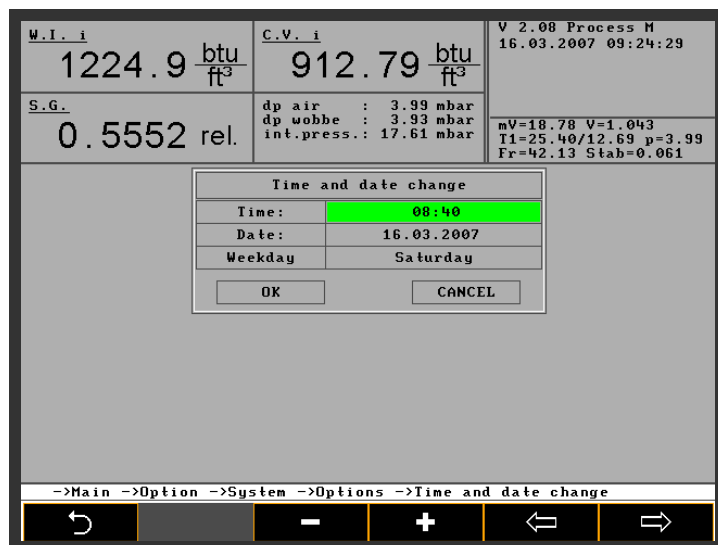 W.I. i
1224.9 btu/ft³
C.V. i
912.79 btu/ft³
V 2.08 Process M
16.03.2007 09:24:29
S.G.
0.5552 rel.
dp air : 3.99 mbar
dp wobbe : 3.93 mbar
int.press.: 17.61 mbar
mV=18.78 V=1.043
T1=25.40/12.69 p=3.99
Fr=42.13 Stab=0.061
Time and date change
Time: 08:40
Date: 16.03.2007
Weekday Saturday
OK CANCEL
->Main ->Option ->System ->Options ->Time and date change